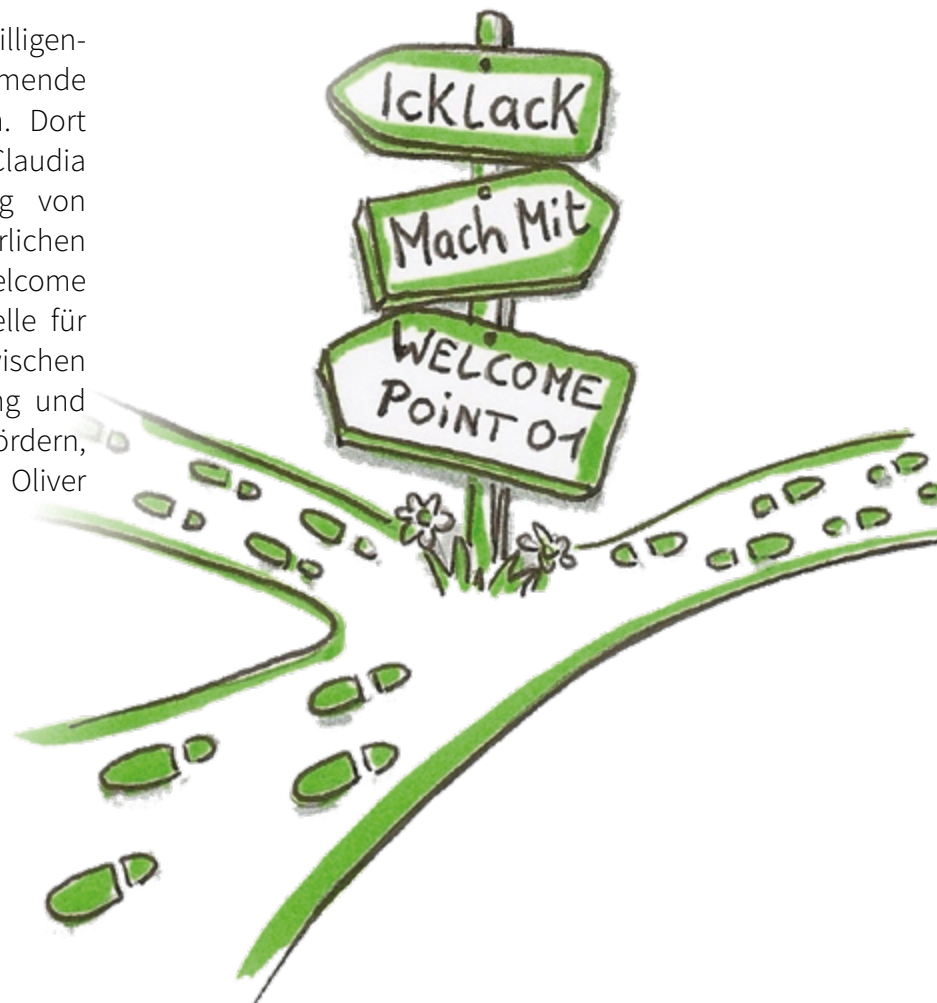 illigen-
mende
. Dort
Claudia
g von
rlichen
elcome
elle für
ischen
ng und
ördern,
Oliver
IcKLacK
Mach Mit
WELCOME
POiNT 01